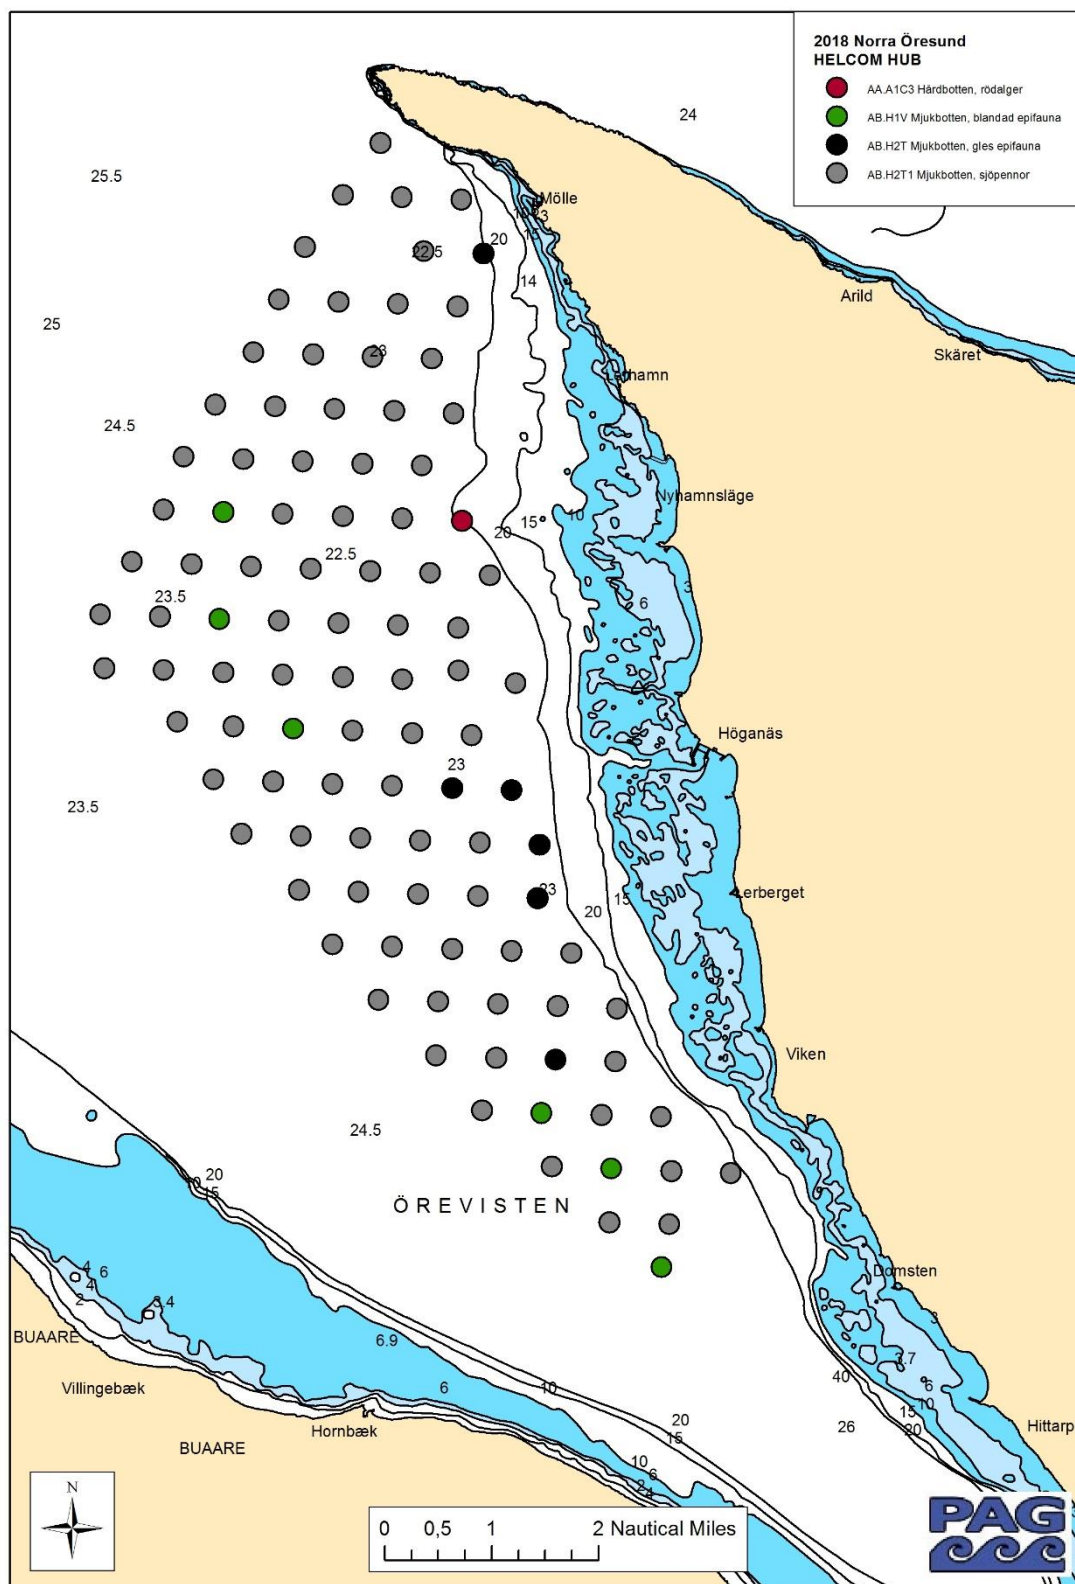 2018 Norra Öresund
HELCOM HUB
AA.A1C3 Hårdbotten, rödalger
AB.H1V Mjukbotten, blandad epifauna
AB.H2T Mjukbotten, gles epifauna
AB.H2T1 Mjukbotten, sjöpennor
24
25.5
Mölle
15
20
22.5
14
Arild
25
23
Skäret
24.5
Nyhamnsläge
10
15
20
22.5
23.5
6
3
Höganäs
23
23.5
23
Lerberget
15
20
Viken
24.5
20
15
ÖREVISTEN
4
6
4
2
3.4
Domsten
3
BUAARE
6.9
3.7
Villingebæk
6
10
40
6
10
15
20
26
Hittarp
Hornbæk
20
15
BUAARE
10
6
2
4
N
0 0,5 1 2 Nautical Miles
PAG